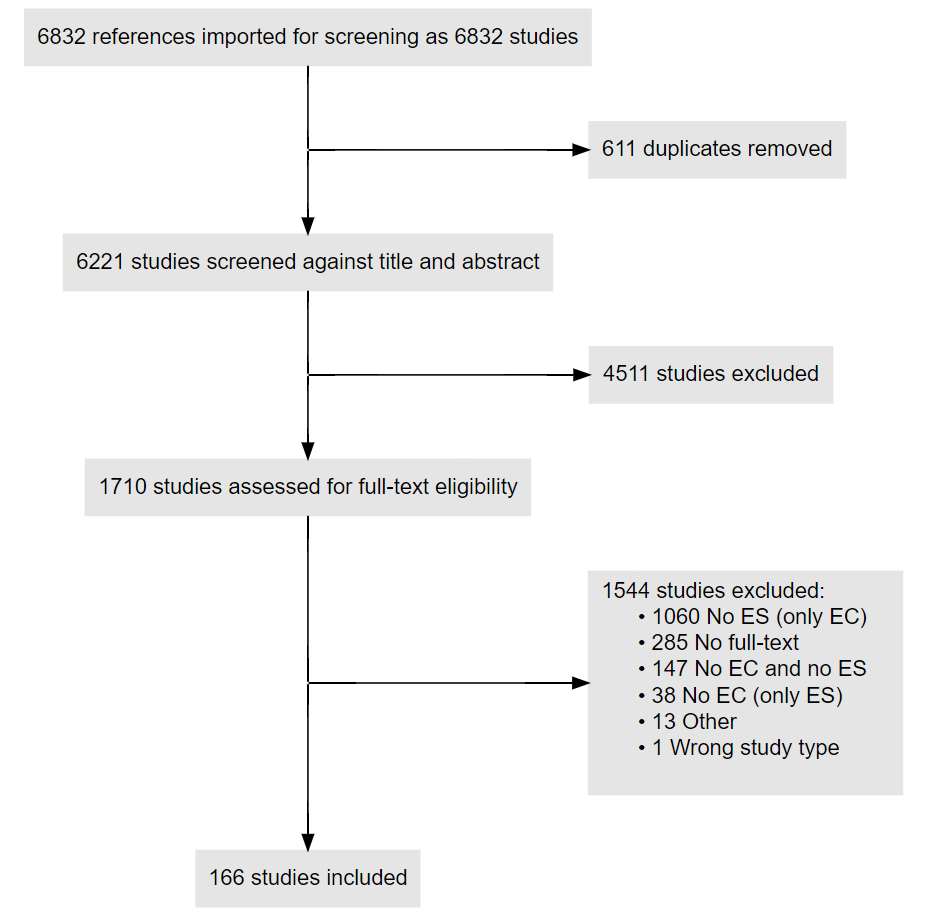 6832 references imported for screening as 6832 studies
611 duplicates removed
6221 studies screened against title and abstract
4511 studies excluded
1710 studies assessed for full-text eligibility
1544 studies excluded:
• 1060 No ES (only EC)
• 285 No full-text
• 147 No EC and no ES
• 38 No EC (only ES)
• 13 Other
• 1 Wrong study type
166 studies included